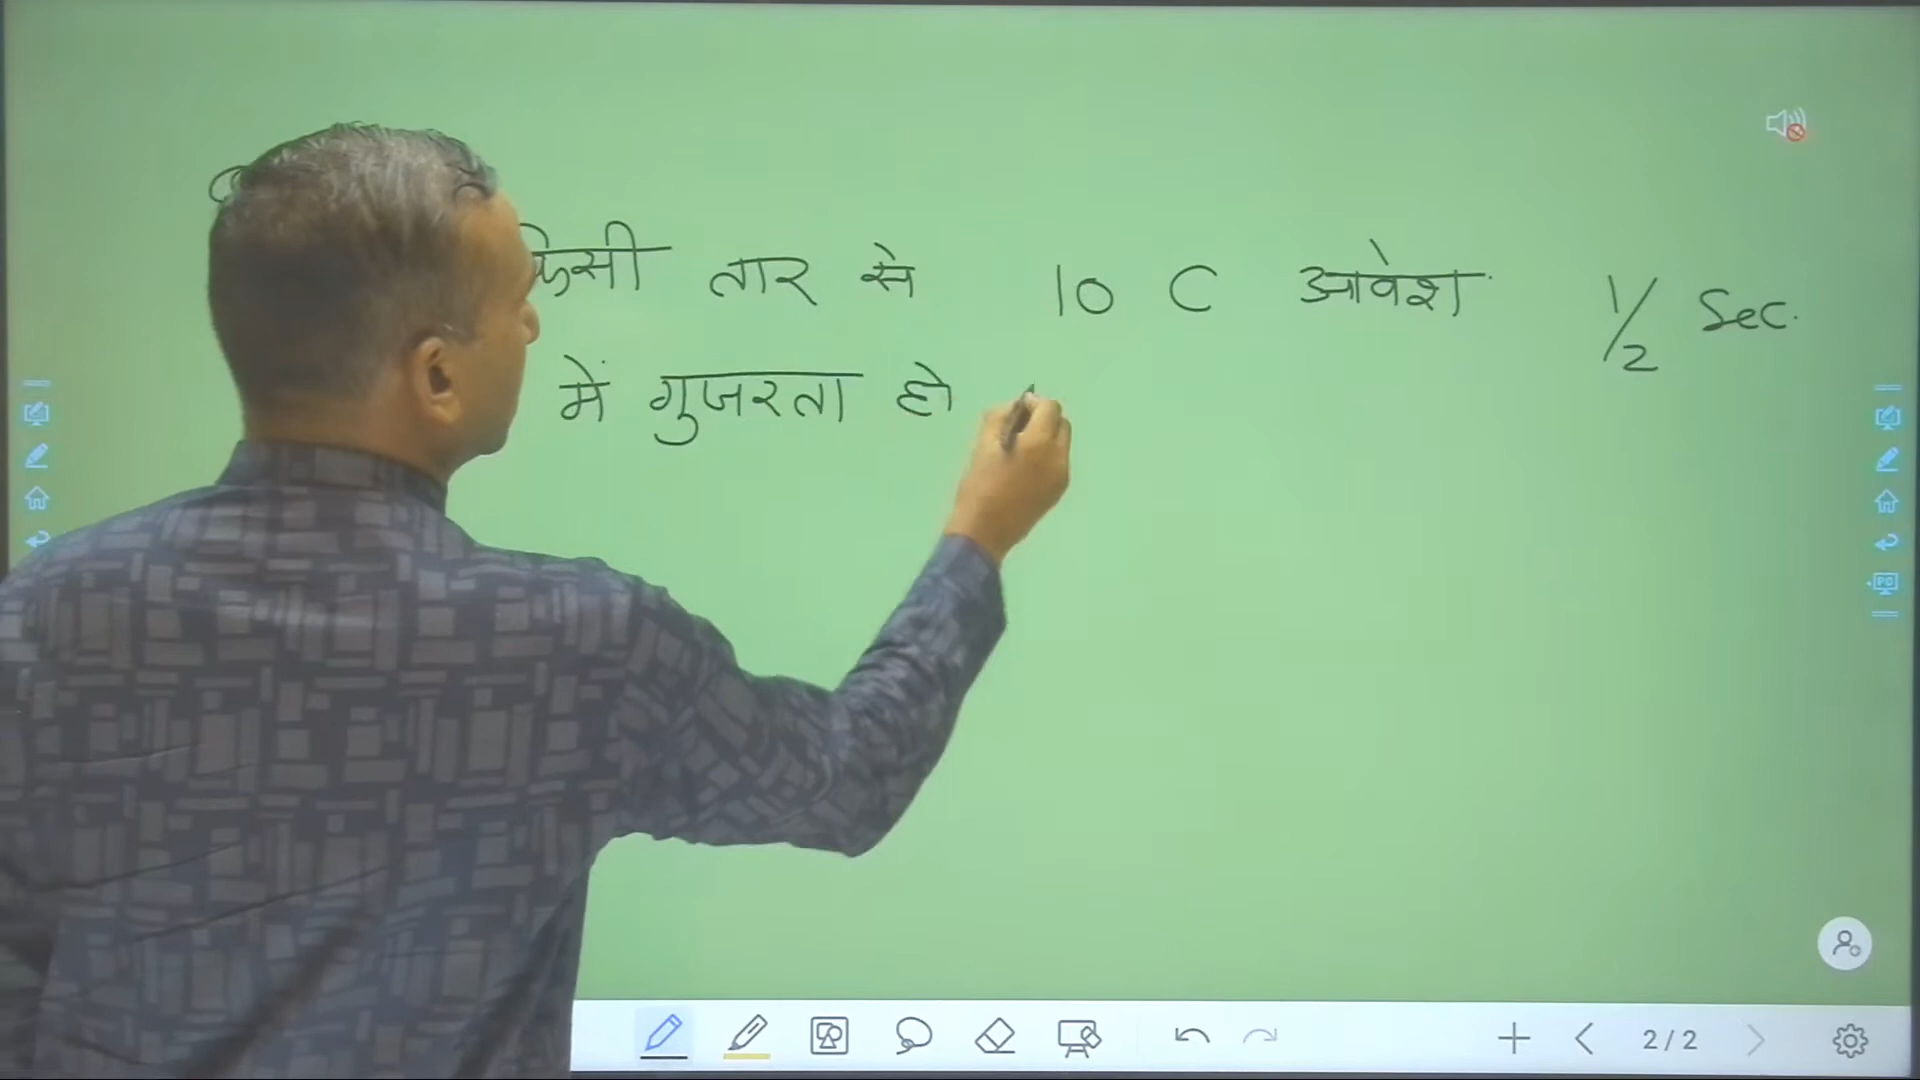 किसी तार से 10 C आवेश 1/2 Sec.
में गुजरता हो
2/2